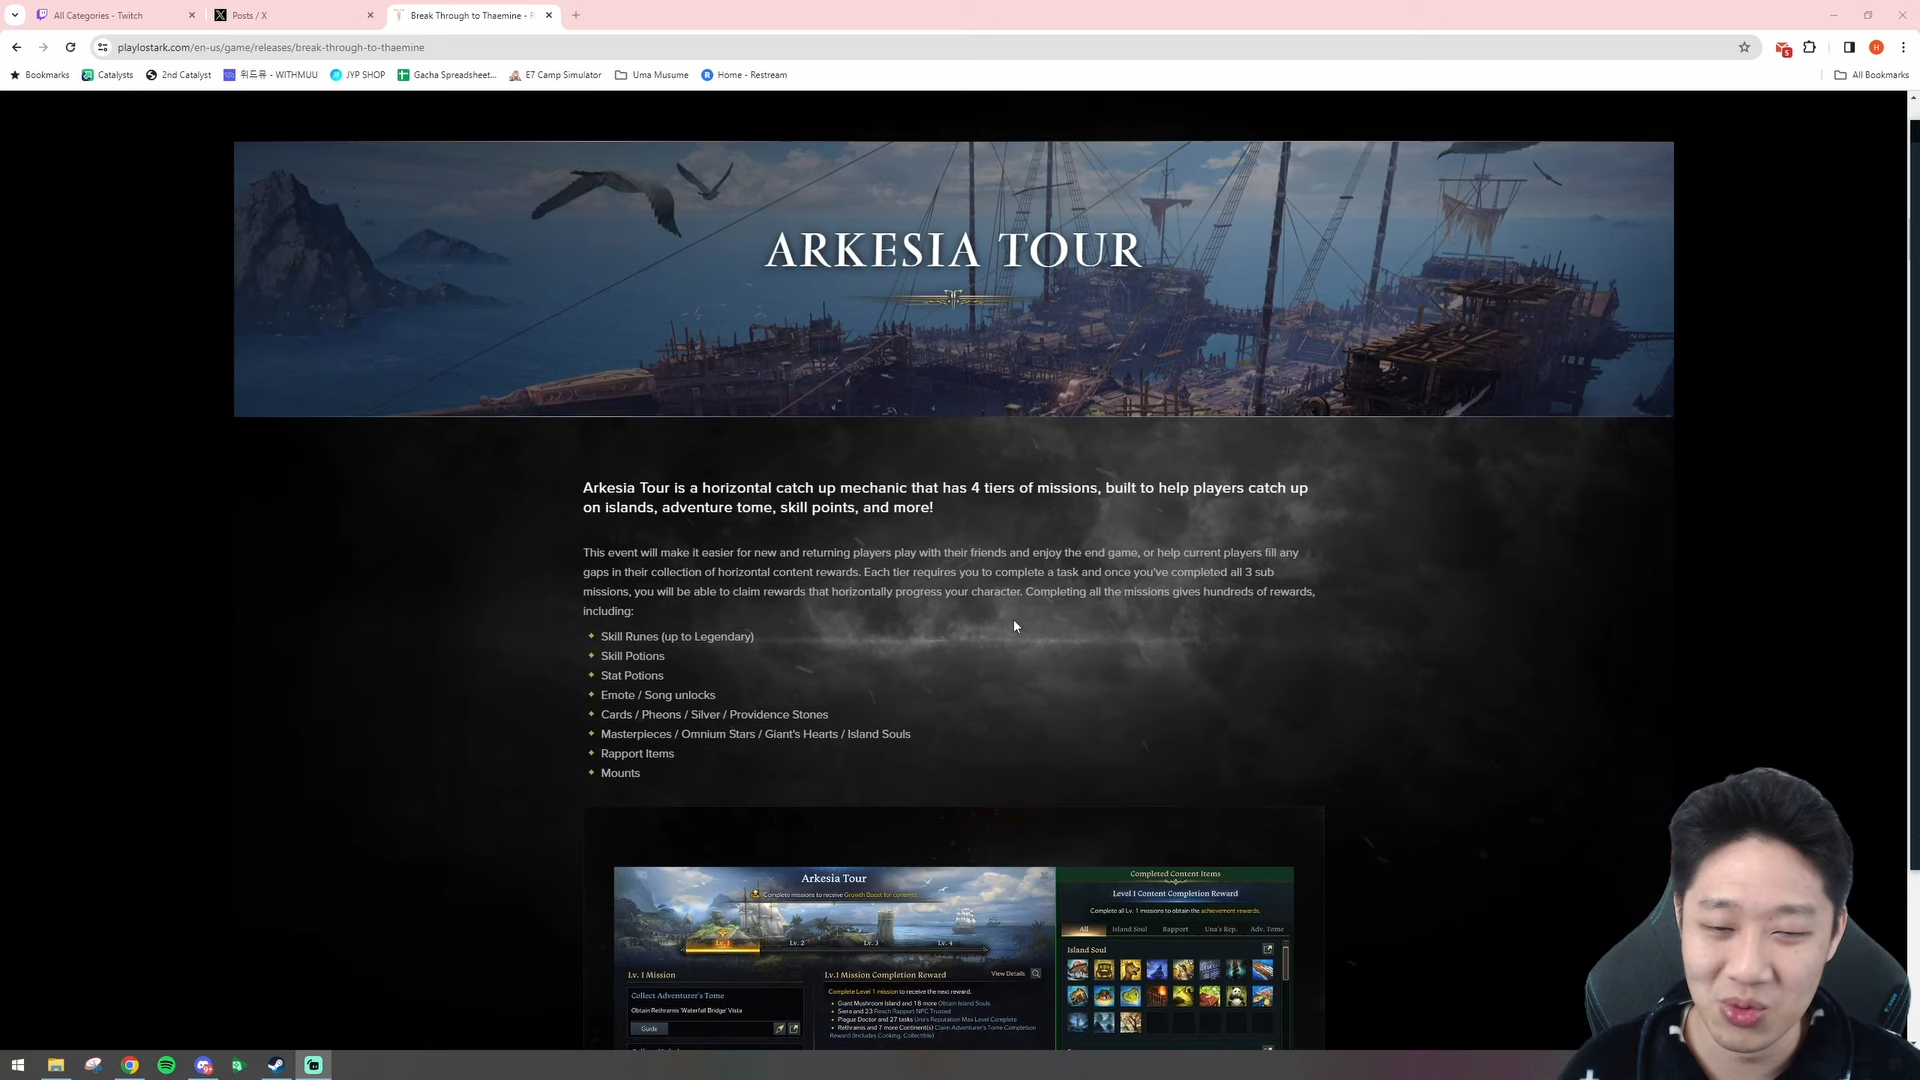 All Categories - Twitch
Posts / X
Break Through to Thaemine - R
playlostark.com/en-us/game/releases/break-through-to-thaemine
Bookmarks
Catalysts
2nd Catalyst
위드뮤 - WITHMUU
JYP SHOP
Gacha Spreadsheet...
E7 Camp Simulator
Uma Musume
Home - Restream
All Bookmarks
ARKESIA TOUR
Arkesia Tour is a horizontal catch up mechanic that has 4 tiers of missions, built to help players catch up
on islands, adventure tome, skill points, and more!
This event will make it easier for new and returning players play with their friends and enjoy the end game, or help current players fill any
gaps in their collection of horizontal content rewards. Each tier requires you to complete a task and once you've completed all 3 sub
missions, you will be able to claim rewards that horizontally progress your character. Completing all the missions gives hundreds of rewards,
including:
Skill Runes (up to Legendary)
Skill Potions
Stat Potions
Emote / Song unlocks
Cards / Pheons / Silver / Providence Stones
Masterpieces / Omnium Stars / Giant's Hearts / Island Souls
Rapport Items
Mounts
Arkesia Tour
Complete missions to receive Growth Boost for contents.
Lv. 1
Lv. 2
Lv. 3
Lv. 4
Lv. 1 Mission
Collect Adventurer's Tome
Obtain Rethramis 'Waterfall Bridge' Vista
Guide
Lv.1 Mission Completion Reward
View Details
Complete Level 1 mission to receive the next reward.
Giant Mushroom Island and 18 more Obtain Island Souls
Siera and 23 Reach Rapport NPC Trusted
Plague Doctor and 27 tasks Una's Reputation Max Level Complete
Rethramis and 7 more Continent(s) Claim Adventurer's Tome Completion
Reward (Includes Cooking, Collectible)
Completed Content Items
Level 1 Content Completion Reward
Complete all Lv. 1 missions to obtain the achievement rewards.
All
Island Soul
Rapport
Una's Rep.
Adv. Tome
Island Soul